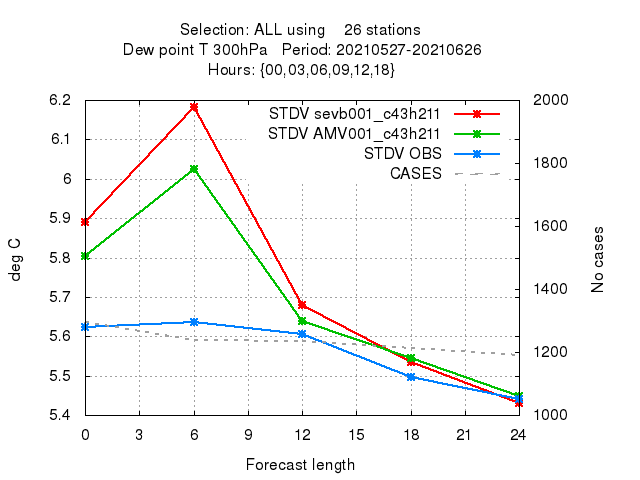 Selection: ALL using    26 stations
Dew point T 300hPa   Period: 20210527-20210626
Hours: {00,03,06,09,12,18}
STDV sevb001_c43h211
STDV AMV001_c43h211
STDV OBS
CASES
6.2
6.1
6
5.9
5.8
5.7
5.6
5.5
5.4
deg C
2000
1800
1600
1400
1200
1000
No cases
0 3 6 9 12 15 18 21 24
Forecast length